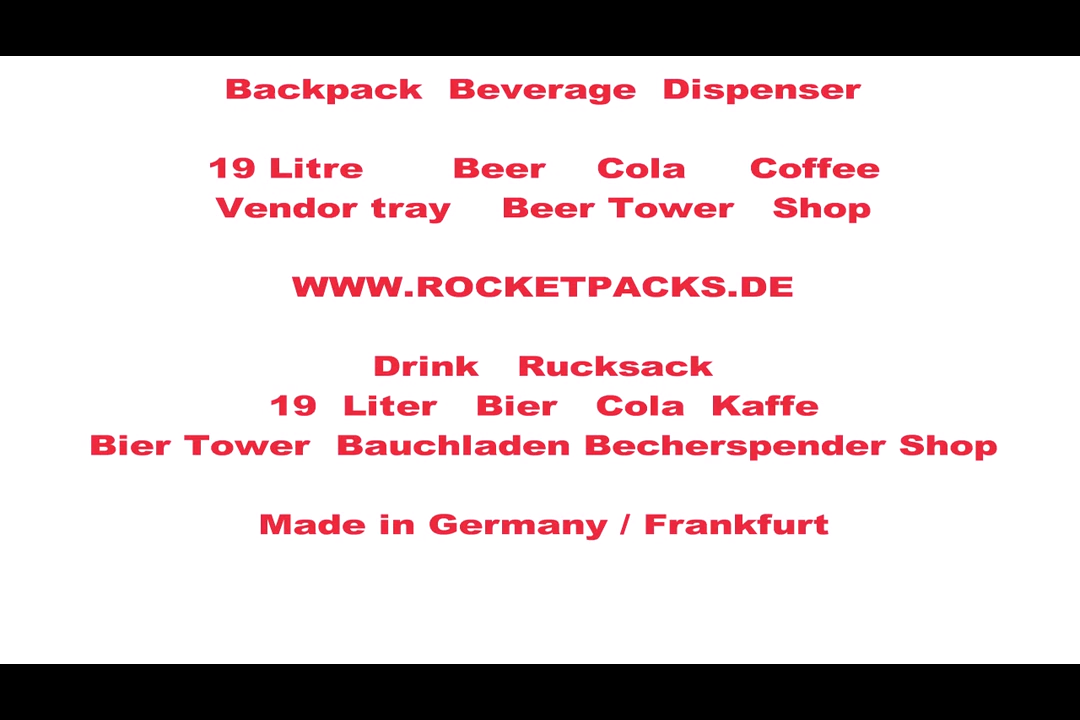 Backpack Beverage Dispenser
19 Litre Beer Cola Coffee
Vendor tray Beer Tower Shop
WWW.ROCKETPACKS.DE
Drink Rucksack
19 Liter Bier Cola Kaffe
Bier Tower Bauchladen Becherspender Shop
Made in Germany / Frankfurt